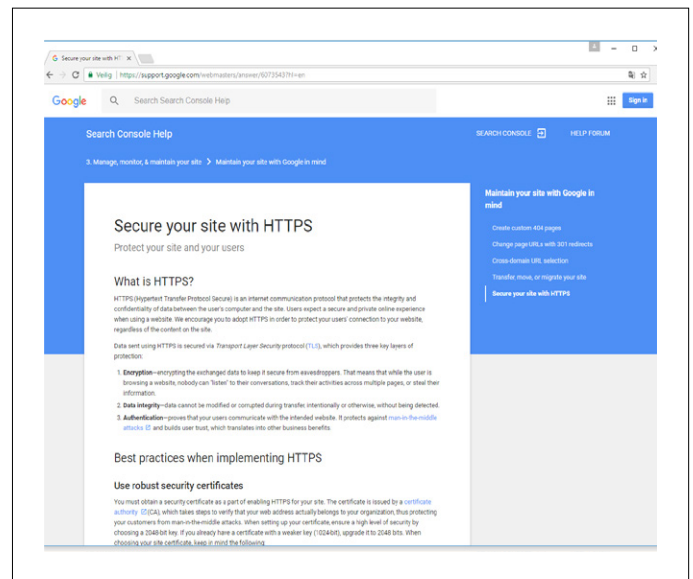 G Secure your site with HT
Veilig | https://support.google.com/webmasters/answer/6073543?hl=en
Google Search Search Console Help Sign in
Search Console Help SEARCH CONSOLE HELP FORUM
3. Manage, monitor, & maintain your site > Maintain your site with Google in mind
Maintain your site with Google in
mind
Create custom 404 pages
Change page URLs with 301 redirects
Cross-domain URL selection
Transfer, move, or migrate your site
Secure your site with HTTPS
Secure your site with HTTPS
Protect your site and your users
What is HTTPS?
HTTPS (Hypertext Transfer Protocol Secure) is an internet communication protocol that protects the integrity and
confidentiality of data between the user's computer and the site. Users expect a secure and private online experience
when using a website. We encourage you to adopt HTTPS in order to protect your users' connection to your website,
regardless of the content on the site.
Data sent using HTTPS is secured via Transport Layer Security protocol (TLS), which provides three key layers of
protection:
1. Encryption—encrypting the exchanged data to keep it secure from eavesdroppers. That means that while the user is
browsing a website, nobody can "listen" to their conversations, track their activities across multiple pages, or steal their
information.
2. Data integrity—data cannot be modified or corrupted during transfer, intentionally or otherwise, without being detected.
3. Authentication—proves that your users communicate with the intended website. It protects against man-in-the-middle
attacks and builds user trust, which translates into other business benefits.
Best practices when implementing HTTPS
Use robust security certificates
You must obtain a security certificate as a part of enabling HTTPS for your site. The certificate is issued by a certificate
authority (CA), which takes steps to verify that your web address actually belongs to your organization, thus protecting
your customers from man-in-the-middle attacks. When setting up your certificate, ensure a high level of security by
choosing a 2048-bit key. If you already have a certificate with a weaker key (1024-bit), upgrade it to 2048 bits. When
choosing your site certificate, keep in mind the following: